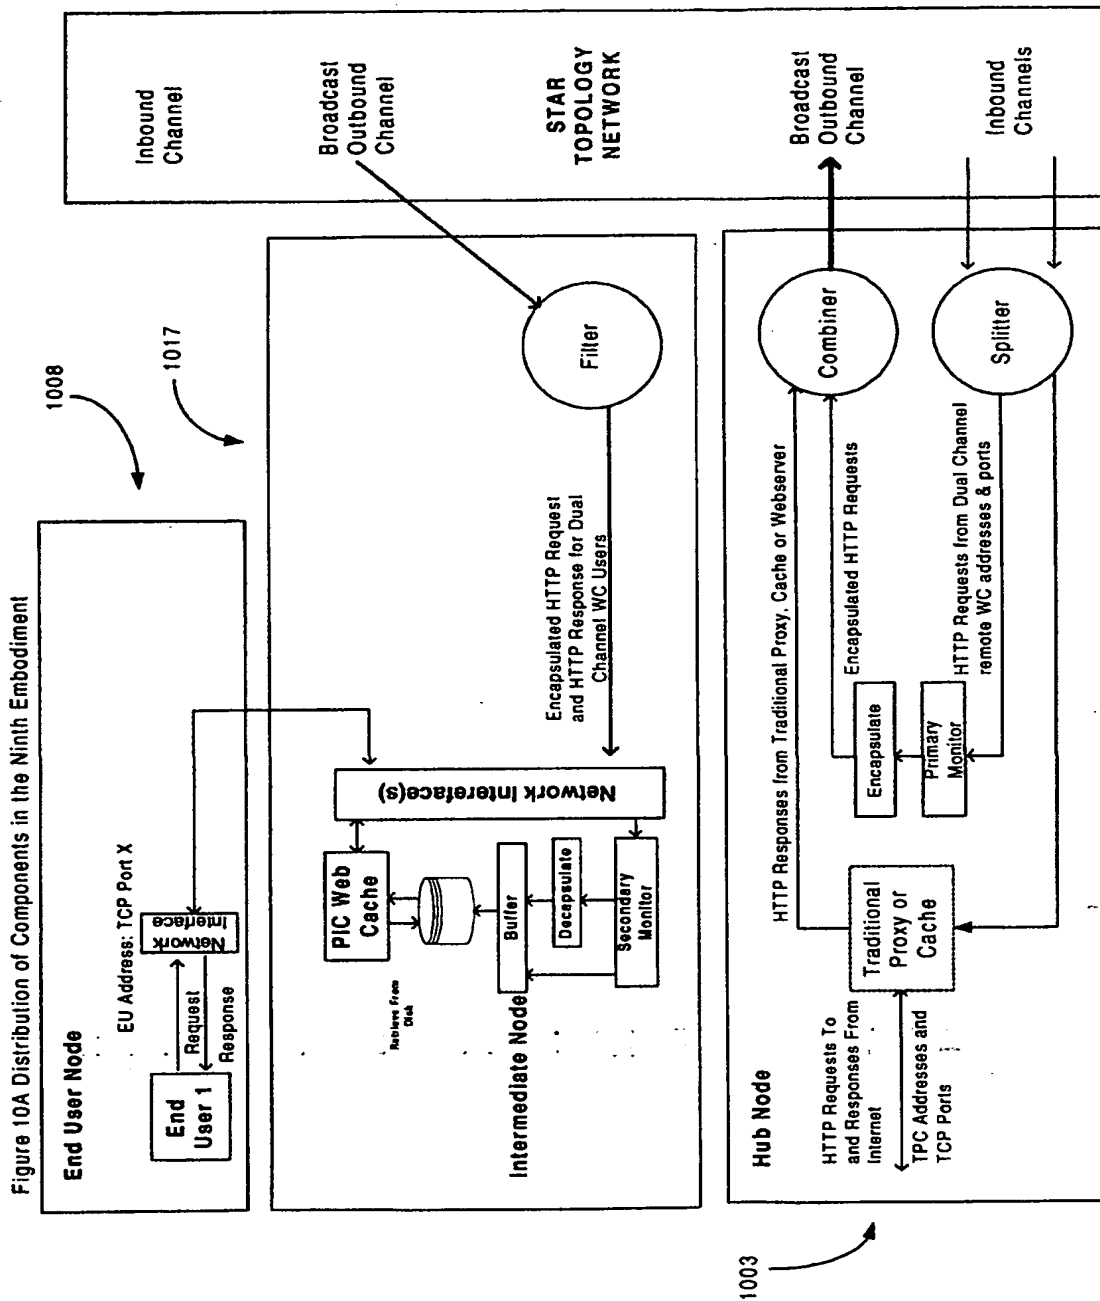 Figure 10A Distribution of Components in the Ninth Embodiment
1008
1017
1003
End User Node
EU Address: TCP Port X
End
User 1
Request
Response
Network
Interface
Intermediate Node
Retrieve From
Disk
PIC Web
Cache
Buffer
Decapsulate
Secondary
Monitor
Network Intereface(s)
Encapsulated HTTP Request
and HTTP Response for Dual
Channel WC Users
Filter
Hub Node
HTTP Requests To
and Responses From
Internet
TPC Addresses and
TCP Ports
Traditional
Proxy or
Cache
HTTP Responses from Traditional Proxy, Cache or Webserver
Encapsulate
Primary
Monitor
Encapsulated HTTP Requests
HTTP Requests from Dual Channel
remote WC addresses & ports
Combiner
Splitter
Inbound
Channel
Broadcast
Outbound
Channel
STAR
TOPOLOGY
NETWORK
Broadcast
Outbound
Channel
Inbound
Channels